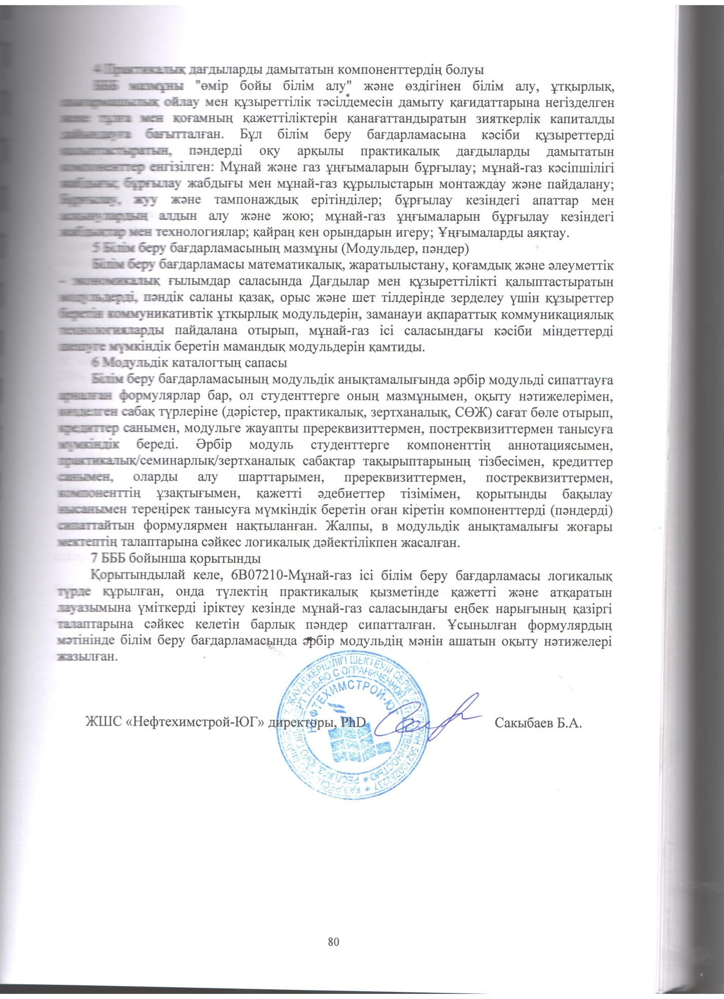 4 Практикалық дағдыларды дамытатын компоненттердің болуы
БББ мазмұны "өмір бойы білім алу" және өздігінен білім алу, ұтқырлық,
шығармашылық ойлау мен құзыреттілік тәсілдемесін дамыту қағидаттарына негізделген
және тұлға мен қоғамның қажеттіліктерін қанағаттандыратын зияткерлік капиталды
дайындауға бағытталған. Бұл білім беру бағдарламасына кәсіби құзыреттерді
қалыптастыратын, пәндерді оқу арқылы практикалық дағдыларды дамытатын
компоненттер енгізілген: Мұнай және газ ұңғымаларын бұрғылау; мұнай-газ кәсіпшілігі
жабдығы; бұрғылау жабдығы мен мұнай-газ құрылыстарын монтаждау және пайдалану;
Бұрғылау, жуу және тампонаждық ерітінділер; бұрғылау кезіндегі апаттар мен
алдын алу және жою; мұнай-газ ұңғымаларын бұрғылау кезіндегі
жабдықтар мен технологиялар; қайраң кен орындарын игеру; Ұңғымаларды аяқтау.
5 Білім беру бағдарламасының мазмұны (Модульдер, пәндер)
Білім беру бағдарламасы математикалық, жаратылыстану, қоғамдық және әлеуметтік
– экономикалық ғылымдар саласында Дағдылар мен құзыреттілікті қалыптастыратын
модульдерді, пәндік саланы қазақ, орыс және шет тілдерінде зерделеу үшін құзыреттер
беретін коммуникативтік ұтқырлық модульдерін, заманауи ақпараттық коммуникациялық
технологияларды пайдалана отырып, мұнай-газ ісі саласындағы кәсіби міндеттерді
шешуге мүмкіндік беретін мамандық модульдерін қамтиды.
6 Модульдік каталогтың сапасы
Білім беру бағдарламасының модульдік анықтамалығында әрбір модульді сипаттауға
арналған формулярлар бар, ол студенттерге оның мазмұнымен, оқыту нәтижелерімен,
көзделген сабақ түрлеріне (дәрістер, практикалық, зертханалық, СӨЖ) сағат бөле отырып,
кредиттер санымен, модульге жауапты пререквизиттермен, постреквизиттермен танысуға
мүмкіндік береді. Әрбір модуль студенттерге компоненттің аннотациясымен,
практикалық/семинарлық/зертханалық сабақтар тақырыптарының тізбесімен, кредиттер
санымен, оларды алу шарттарымен, пререквизиттермен, постреквизиттермен,
компоненттің ұзақтығымен, қажетті әдебиеттер тізімімен, қорытынды бақылау
нысанымен тереңірек танысуға мүмкіндік беретін оған кіретін компоненттерді (пәндерді)
сипаттайтын формулярмен нақтыланған. Жалпы, в модульдік анықтамалығы жоғары
мектептің талаптарына сәйкес логикалық дәйектілікпен жасалған.
7 БББ бойынша қорытынды
Қорытындылай келе, 6В07210-Мұнай-газ ісі білім беру бағдарламасы логикалық
түрде құрылған, онда түлектің практикалық қызметінде қажетті және атқаратын
лауазымына үміткерді іріктеу кезінде мұнай-газ саласындағы еңбек нарығының қазіргі
талаптарына сәйкес келетін барлық пәндер сипатталған. Ұсынылған формулярдың
мәтінінде білім беру бағдарламасында әрбір модульдің мәнін ашатын оқыту нәтижелері
жазылған.
ЖАУАПКЕРШІЛІГІ ШЕКТЕУЛІ СЕРІКТЕСТІГІ
ТОВ-ВО С ОГРАНИЧЕННОЙ ОТВЕТСТВЕННОСТЬЮ
НЕФТЕХИМСТРОЙ-ЮГ
ЖШС «Нефтехимстрой-ЮГ» директоры, PhD Сакыбаев Б.А.
80